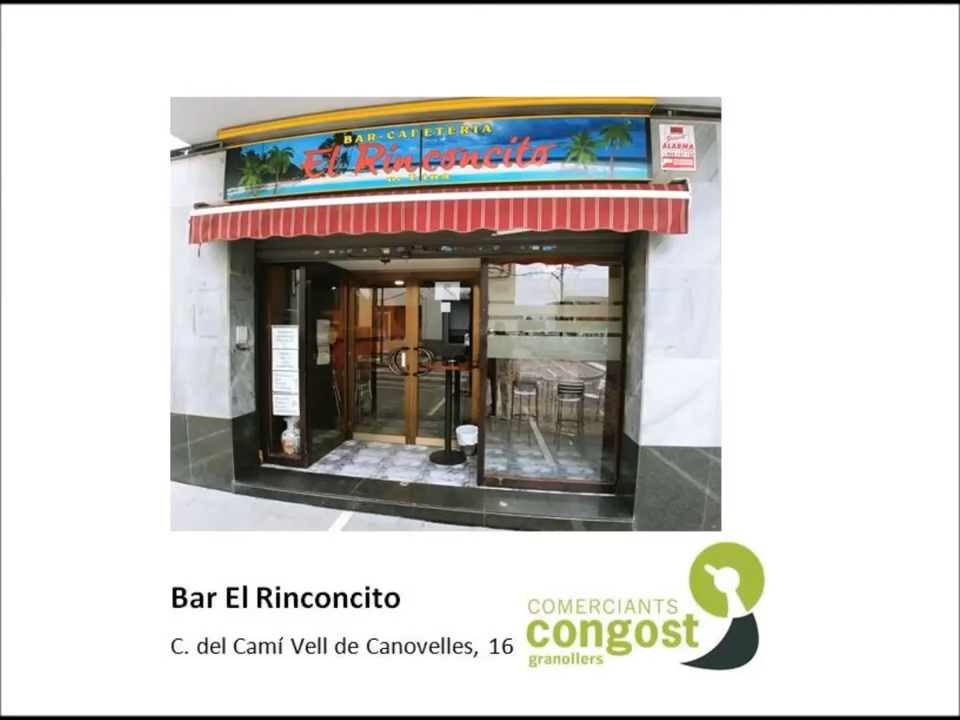 BAR-CAFETERIA
El Rinconcito
ALARMA
Bar El Rinconcito
C. del Camí Vell de Canovelles, 16
COMERCIANTS
congost
granollers